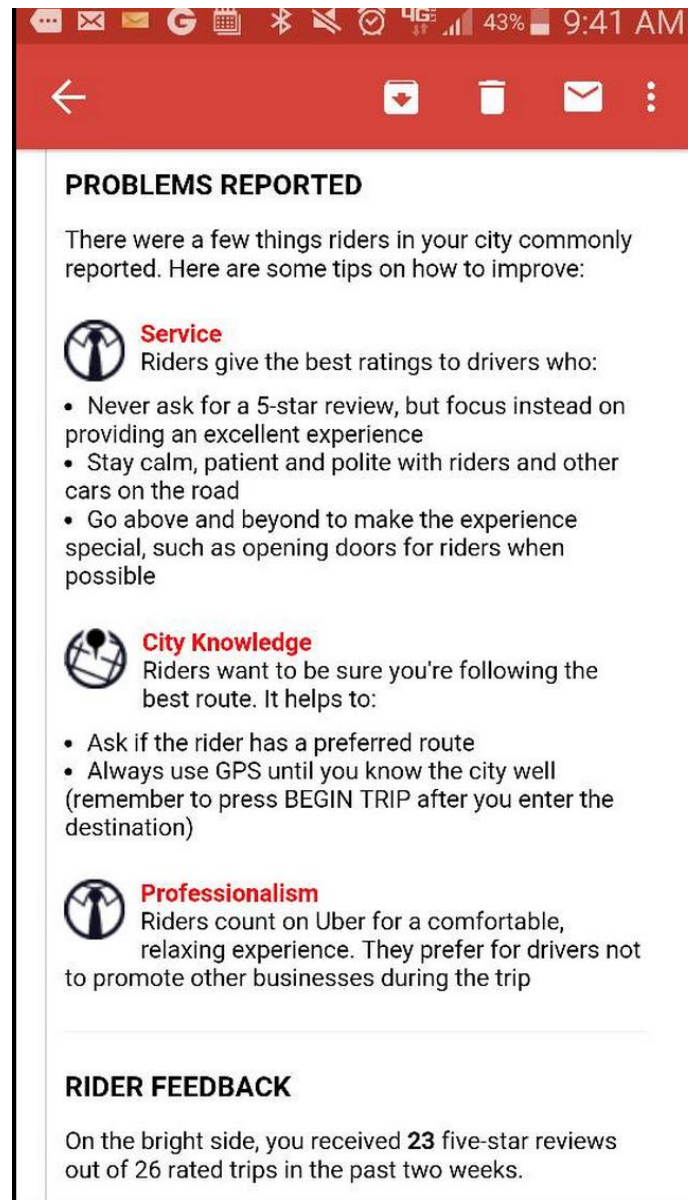 4G 43% 9:41 AM
PROBLEMS REPORTED
There were a few things riders in your city commonly
reported. Here are some tips on how to improve:
Service
Riders give the best ratings to drivers who:
• Never ask for a 5-star review, but focus instead on
providing an excellent experience
• Stay calm, patient and polite with riders and other
cars on the road
• Go above and beyond to make the experience
special, such as opening doors for riders when
possible
City Knowledge
Riders want to be sure you're following the
best route. It helps to:
• Ask if the rider has a preferred route
• Always use GPS until you know the city well
(remember to press BEGIN TRIP after you enter the
destination)
Professionalism
Riders count on Uber for a comfortable,
relaxing experience. They prefer for drivers not
to promote other businesses during the trip
RIDER FEEDBACK
On the bright side, you received 23 five-star reviews
out of 26 rated trips in the past two weeks.